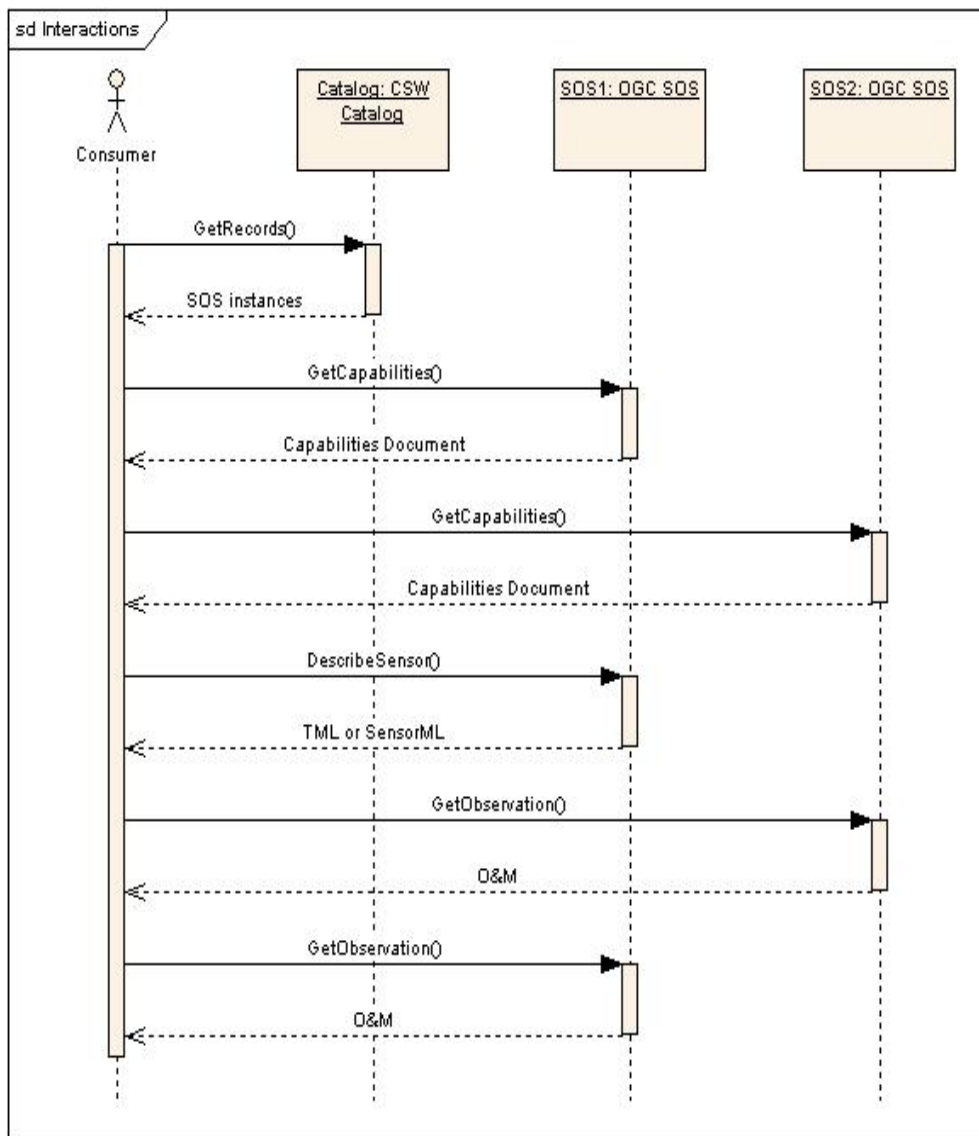 sd Interactions
Consumer
Catalog: CSW
Catalog
SOS1: OGC SOS
SOS2: OGC SOS
GetRecords()
SOS instances
GetCapabilities()
Capabilities Document
GetCapabilities()
Capabilities Document
DescribeSensor()
TML or SensorML
GetObservation()
O&M
GetObservation()
O&M